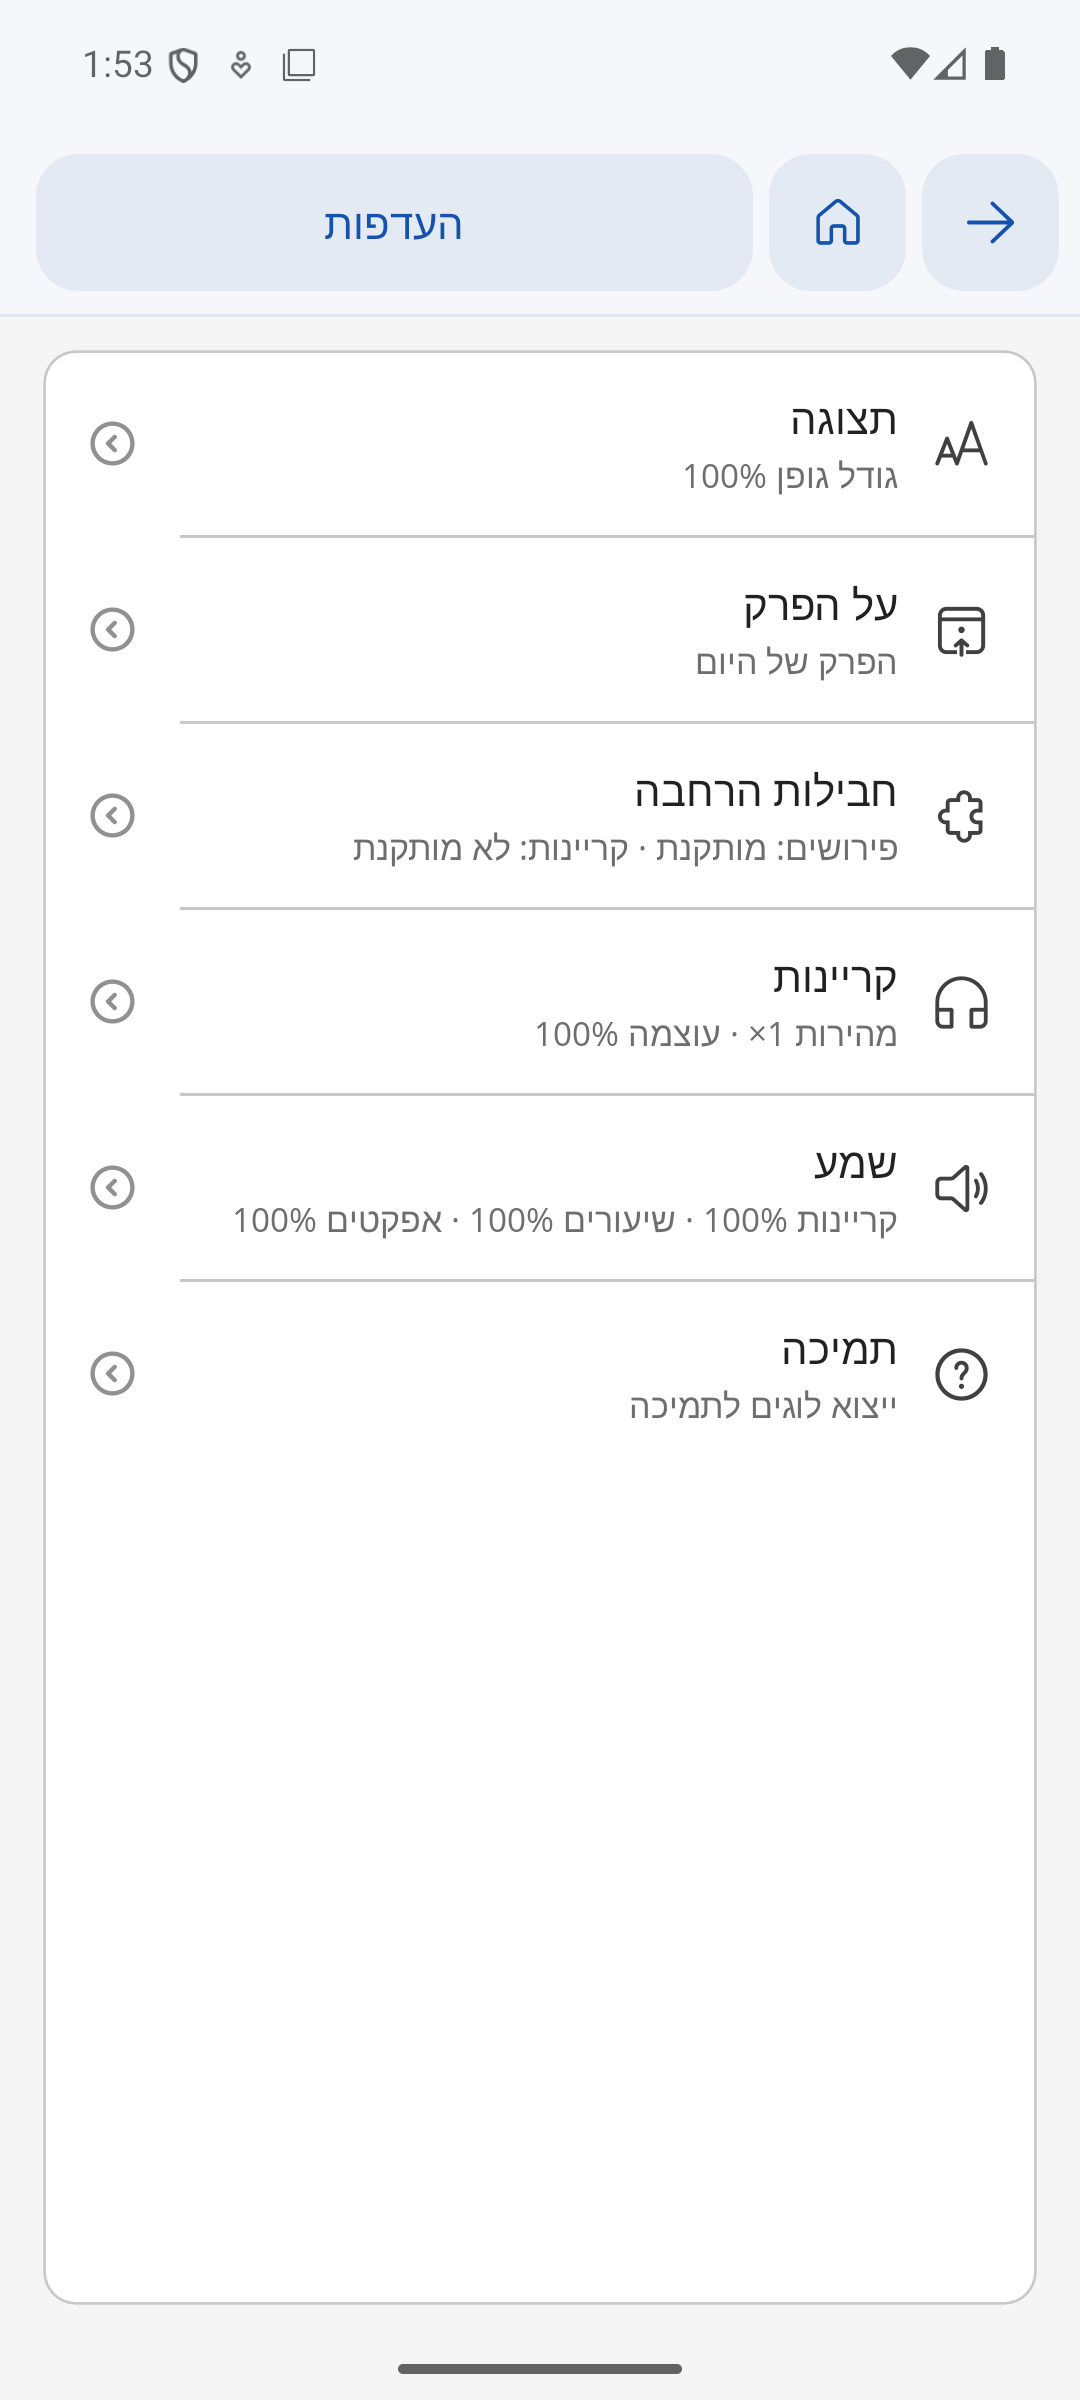 1:53
העדפות
תצוגה
גודל גופן 100%
על הפרק
הפרק של היום
חבילות הרחבה
פירושים: מותקנת · קריינות: לא מותקנת
קריינות
מהירות 1× · עוצמה 100%
שמע
קריינות 100% · שיעורים 100% · אפקטים 100%
תמיכה
ייצוא לוגים לתמיכה